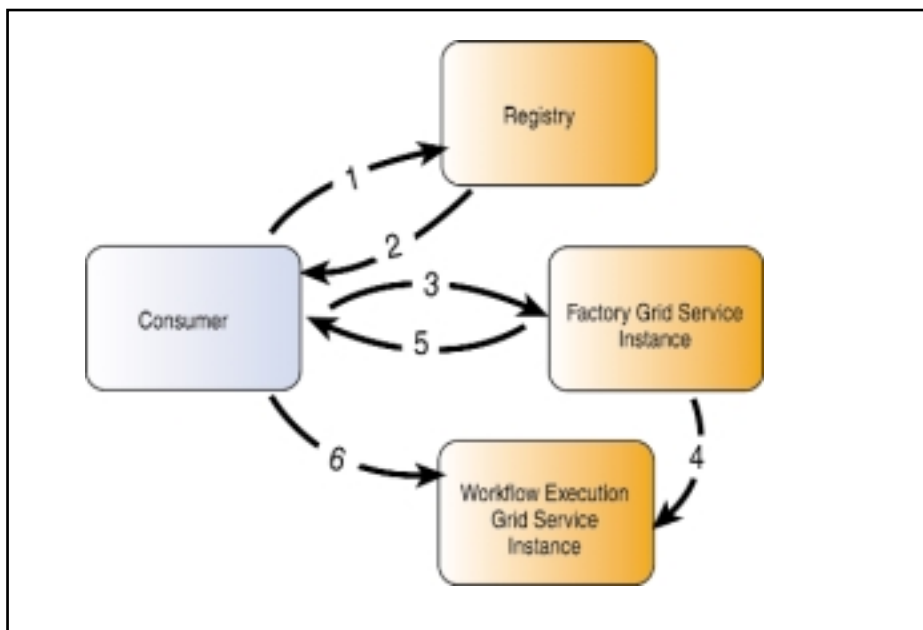 Registry
1
2
Consumer
3
5
Factory Grid Service
Instance
4
6
Workflow Execution
Grid Service
Instance